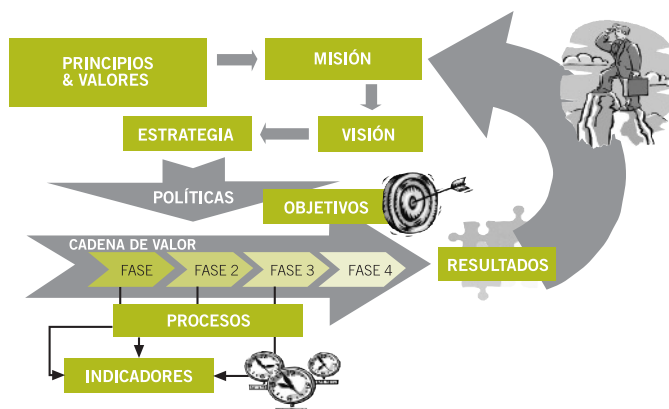 PRINCIPIOS
& VALORES
MISIÓN
ESTRATEGIA
VISIÓN
POLÍTICAS
OBJETIVOS
CADENA DE VALOR
FASE
FASE 2
FASE 3
FASE 4
RESULTADOS
PROCESOS
INDICADORES